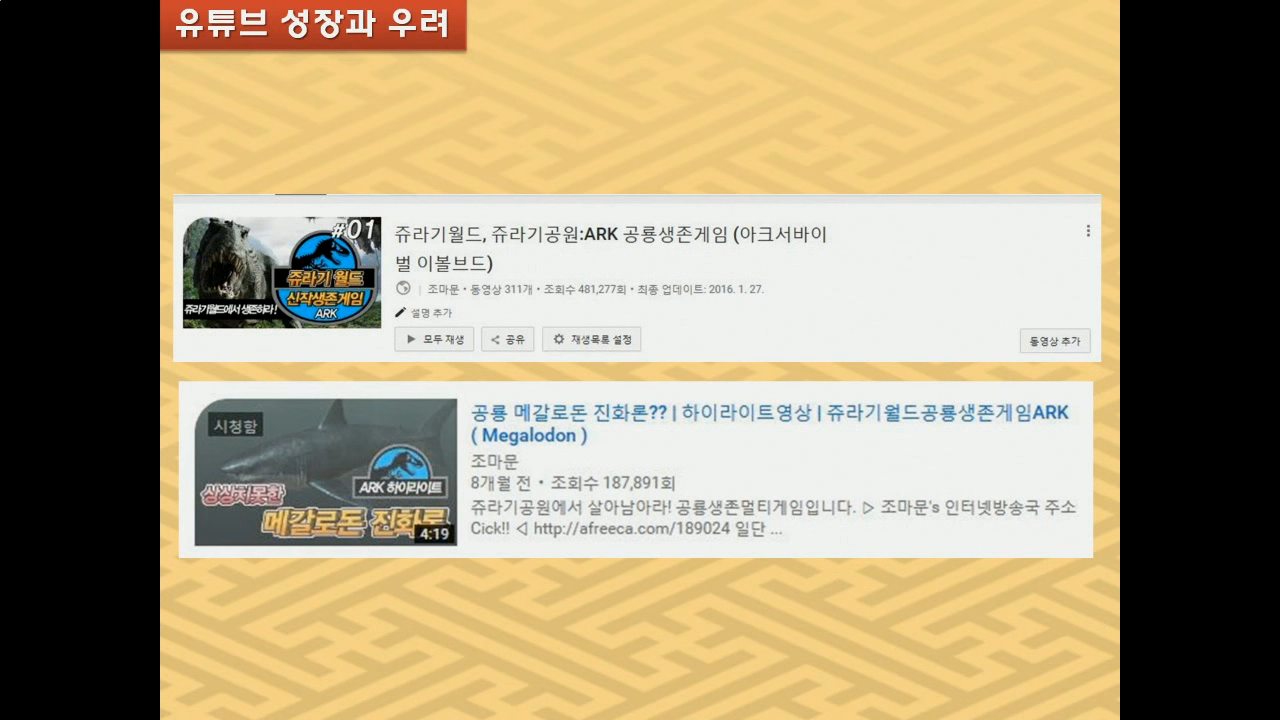 유튜브 성장과 우려
#01
쥬라기 월드
신작생존게임
ARK
쥬라기월드에서 생존하라!
쥬라기월드, 쥬라기공원:ARK 공룡생존게임 (아크서바이
벌 이볼브드)
조마문 • 동영상 311개 • 조회수 481,277회 • 최종 업데이트: 2016. 1. 27.
설명 추가
모두 재생
공유
재생목록 설정
동영상 추가
시청함
ARK 하이라이트
상상치못한
메갈로돈 진화론
4:19
공룡 메갈로돈 진화론?? | 하이라이트영상 | 쥬라기월드공룡생존게임ARK
( Megalodon )
조마문
8개월 전 • 조회수 187,891회
쥬라기공원에서 살아남아라! 공룡생존멀티게임입니다. ▷ 조마문's 인터넷방송국 주소
Cick!! ◁ http://afreeca.com/189024 일단 ...